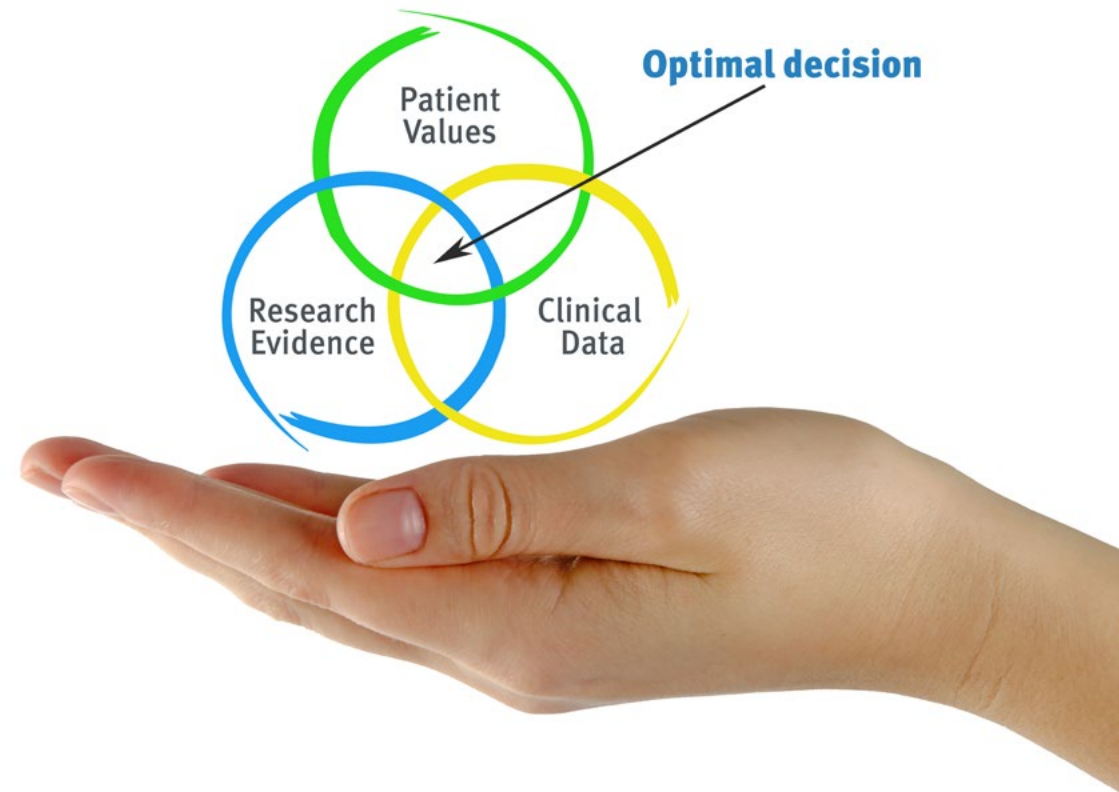 Optimal decision
Patient
Values
Research
Evidence
Clinical
Data